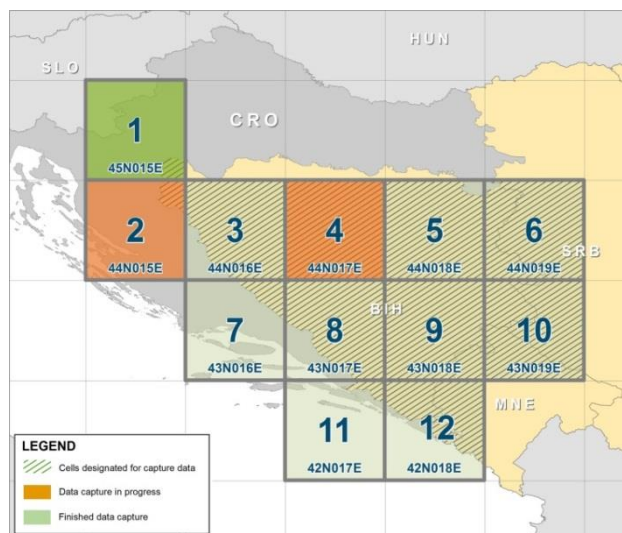 HUN
SLO
CRO
1
45N015E
2
3
4
5
6
SRB
44N015E
44N016E
44N017E
44N018E
44N019E
BIH
7
8
9
10
43N016E
43N017E
43N018E
43N019E
MNE
11
12
42N017E
42N018E
LEGEND
Cells designated for capture data
Data capture in progress
Finished data capture